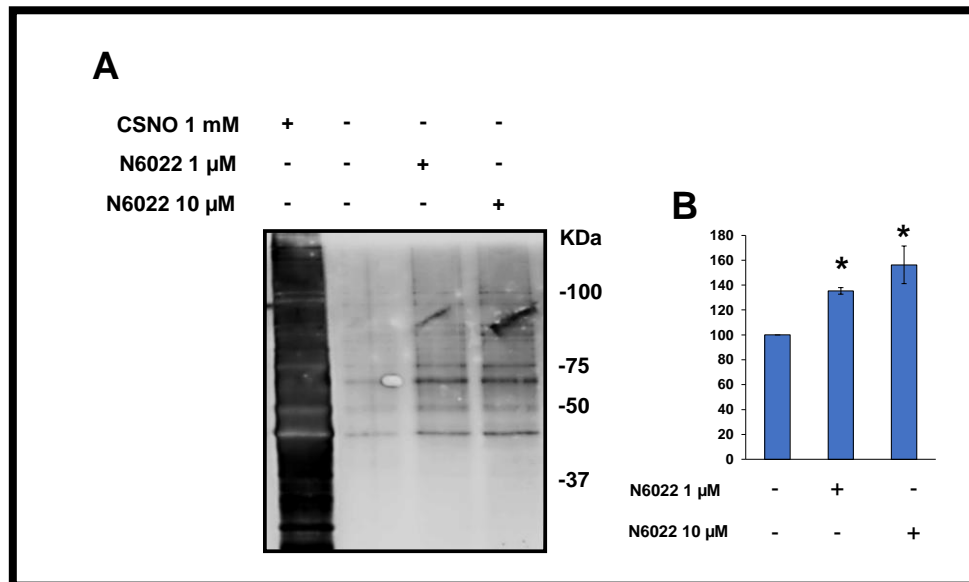 A
CSNO 1 mM + - - -
N6022 1 µM - - + -
N6022 10 µM - - - +
KDa
-100
-75
-50
-37
B
180
160
140
120
100
80
60
40
20
0
* *
N6022 1 µM - + -
N6022 10 µM - - +